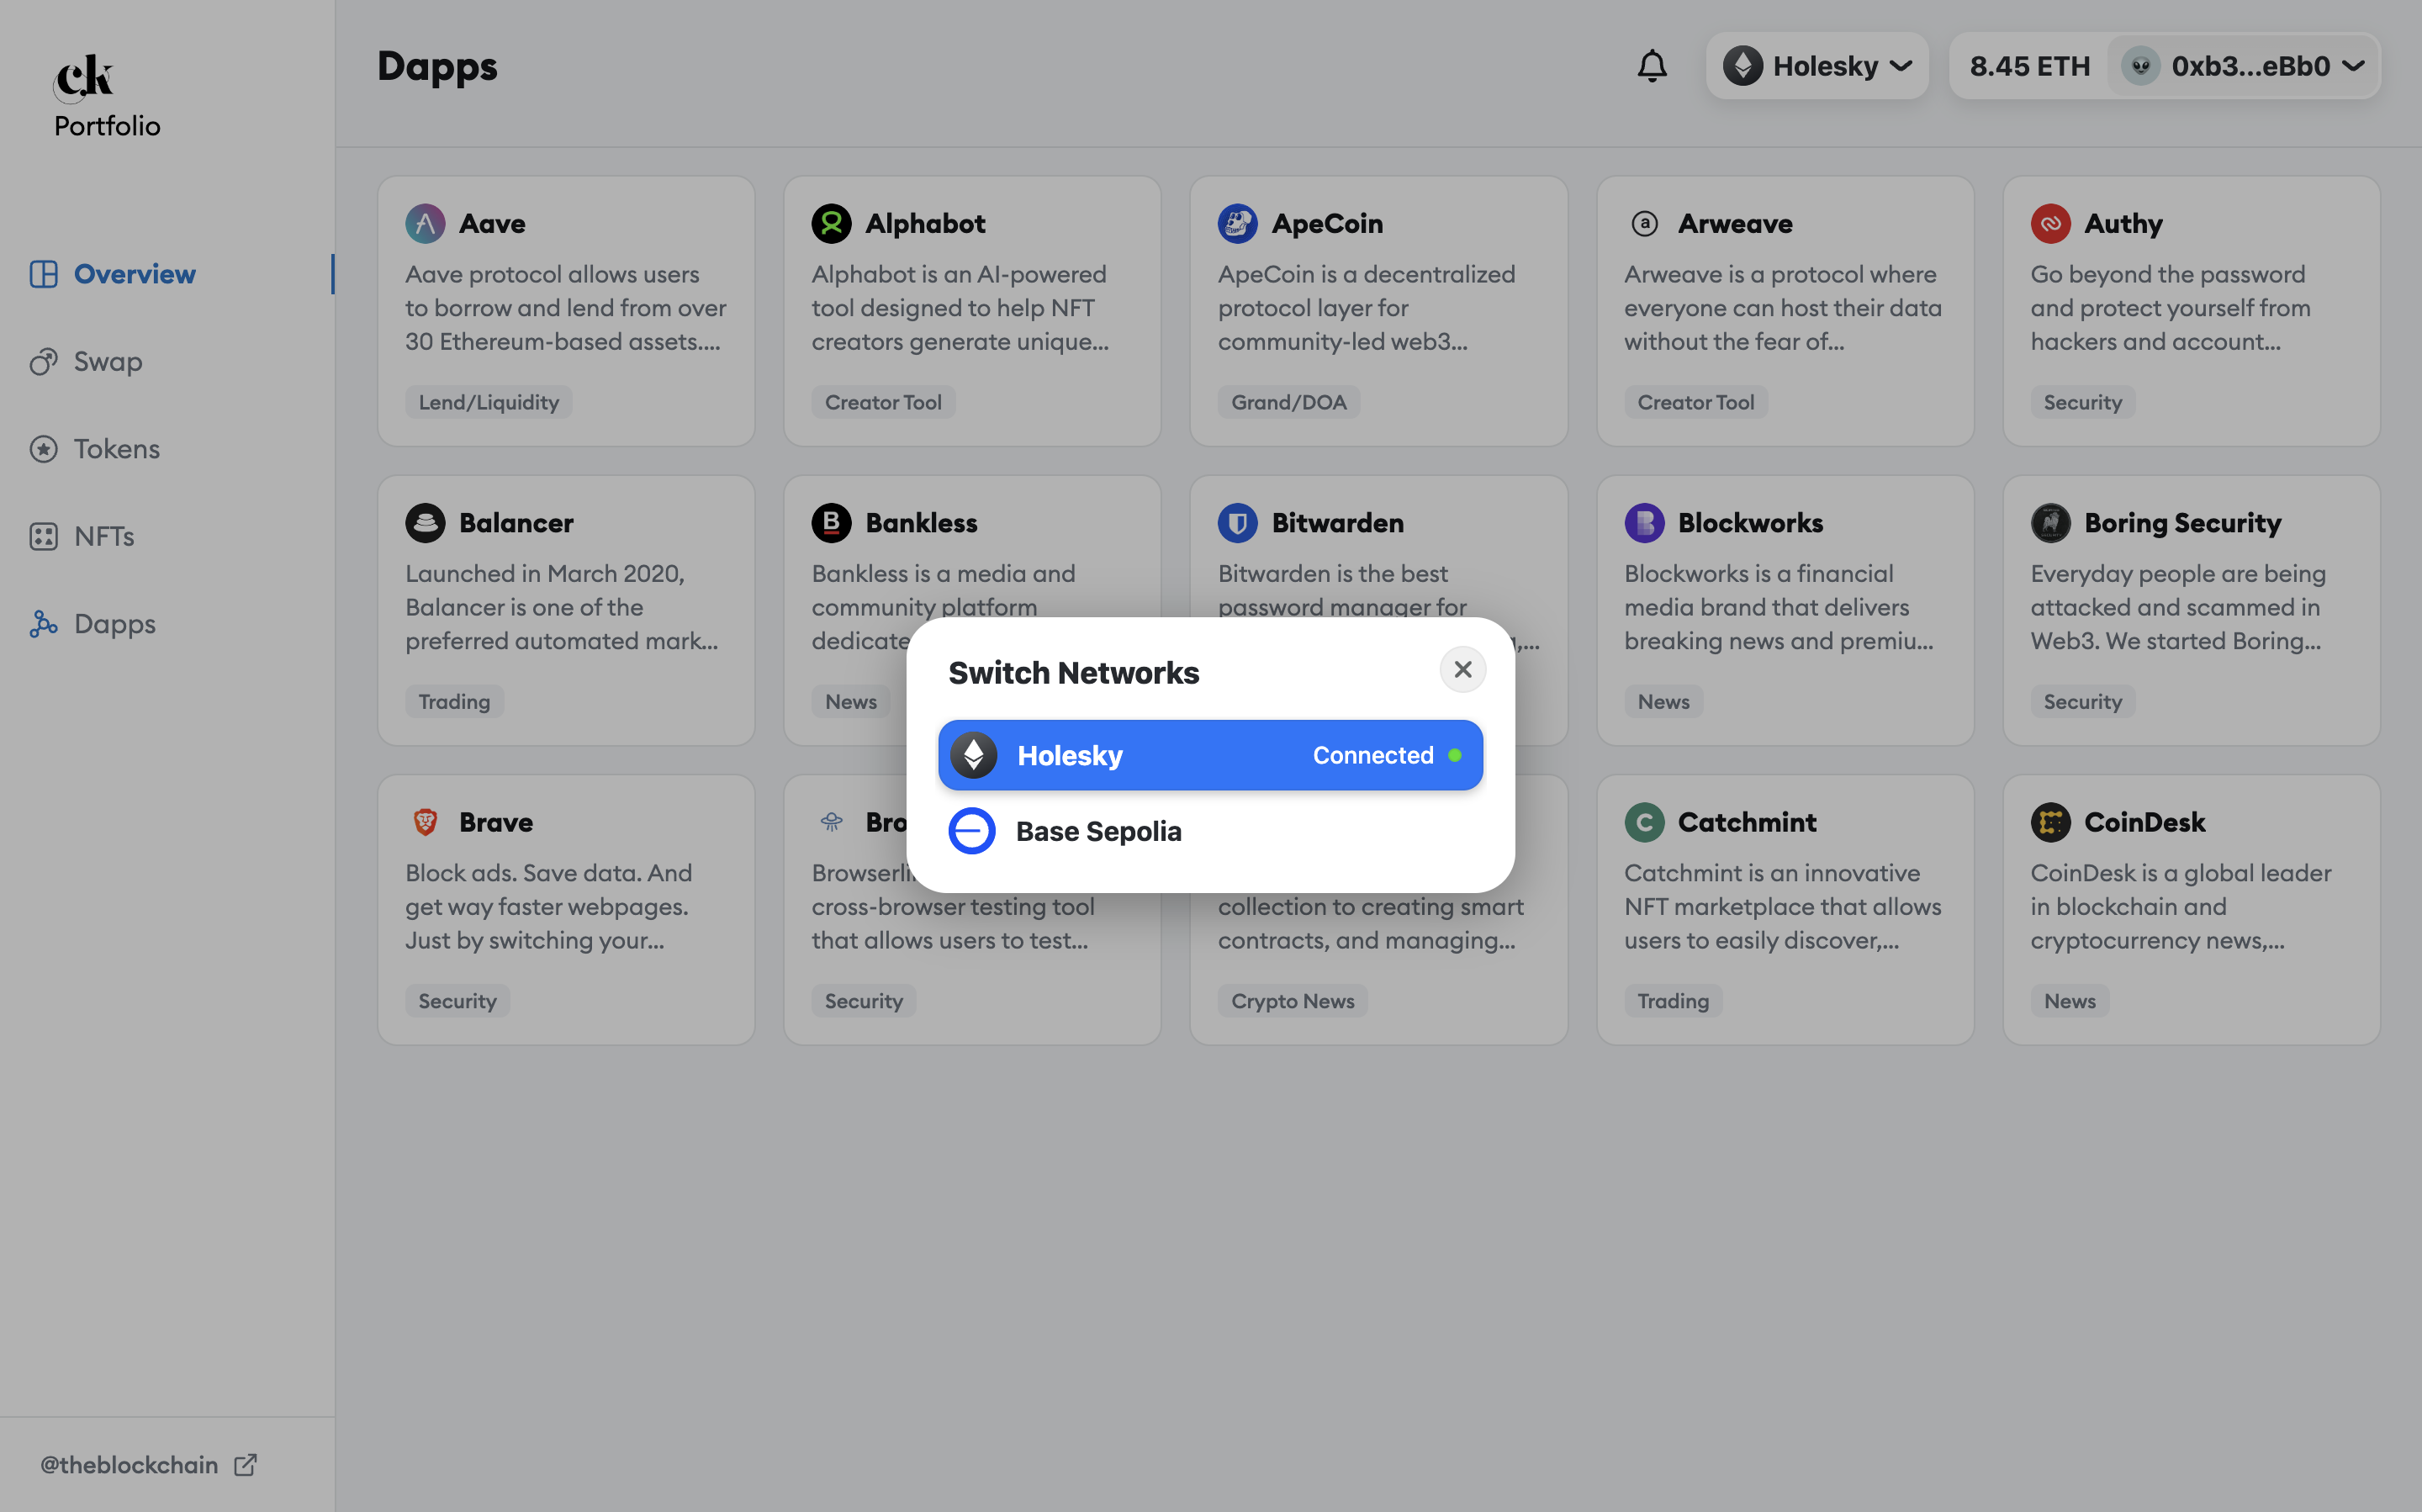 ck
Portfolio
Overview
Swap
Tokens
NFTs
Dapps
@theblockchain
Dapps
Holesky
8.45 ETH
0xb3...eBb0
Aave
Aave protocol allows users
to borrow and lend from over
30 Ethereum-based assets....
Lend/Liquidity
Alphabot
Alphabot is an AI-powered
tool designed to help NFT
creators generate unique...
Creator Tool
ApeCoin
ApeCoin is a decentralized
protocol layer for
community-led web3...
Grand/DOA
a
Arweave
Arweave is a protocol where
everyone can host their data
without the fear of...
Creator Tool
Authy
Go beyond the password
and protect yourself from
hackers and account...
Security
Balancer
Launched in March 2020,
Balancer is one of the
preferred automated mark...
Trading
B
Bankless
Bankless is a media and
community platform
News
Bitwarden
Bitwarden is the best
password manager for
B
Blockworks
Blockworks is a financial
media brand that delivers
breaking news and premiu...
News
Boring Security
Everyday people are being
attacked and scammed in
Web3. We started Boring...
Security
Brave
Block ads. Save data. And
get way faster webpages.
Just by switching your...
Security
cross-browser testing tool
that allows users to test...
Security
collection to creating smart
contracts, and managing...
Crypto News
C
Catchmint
Catchmint is an innovative
NFT marketplace that allows
users to easily discover,...
Trading
CoinDesk
CoinDesk is a global leader
in blockchain and
cryptocurrency news,...
News
Switch Networks
Holesky
Connected
Base Sepolia